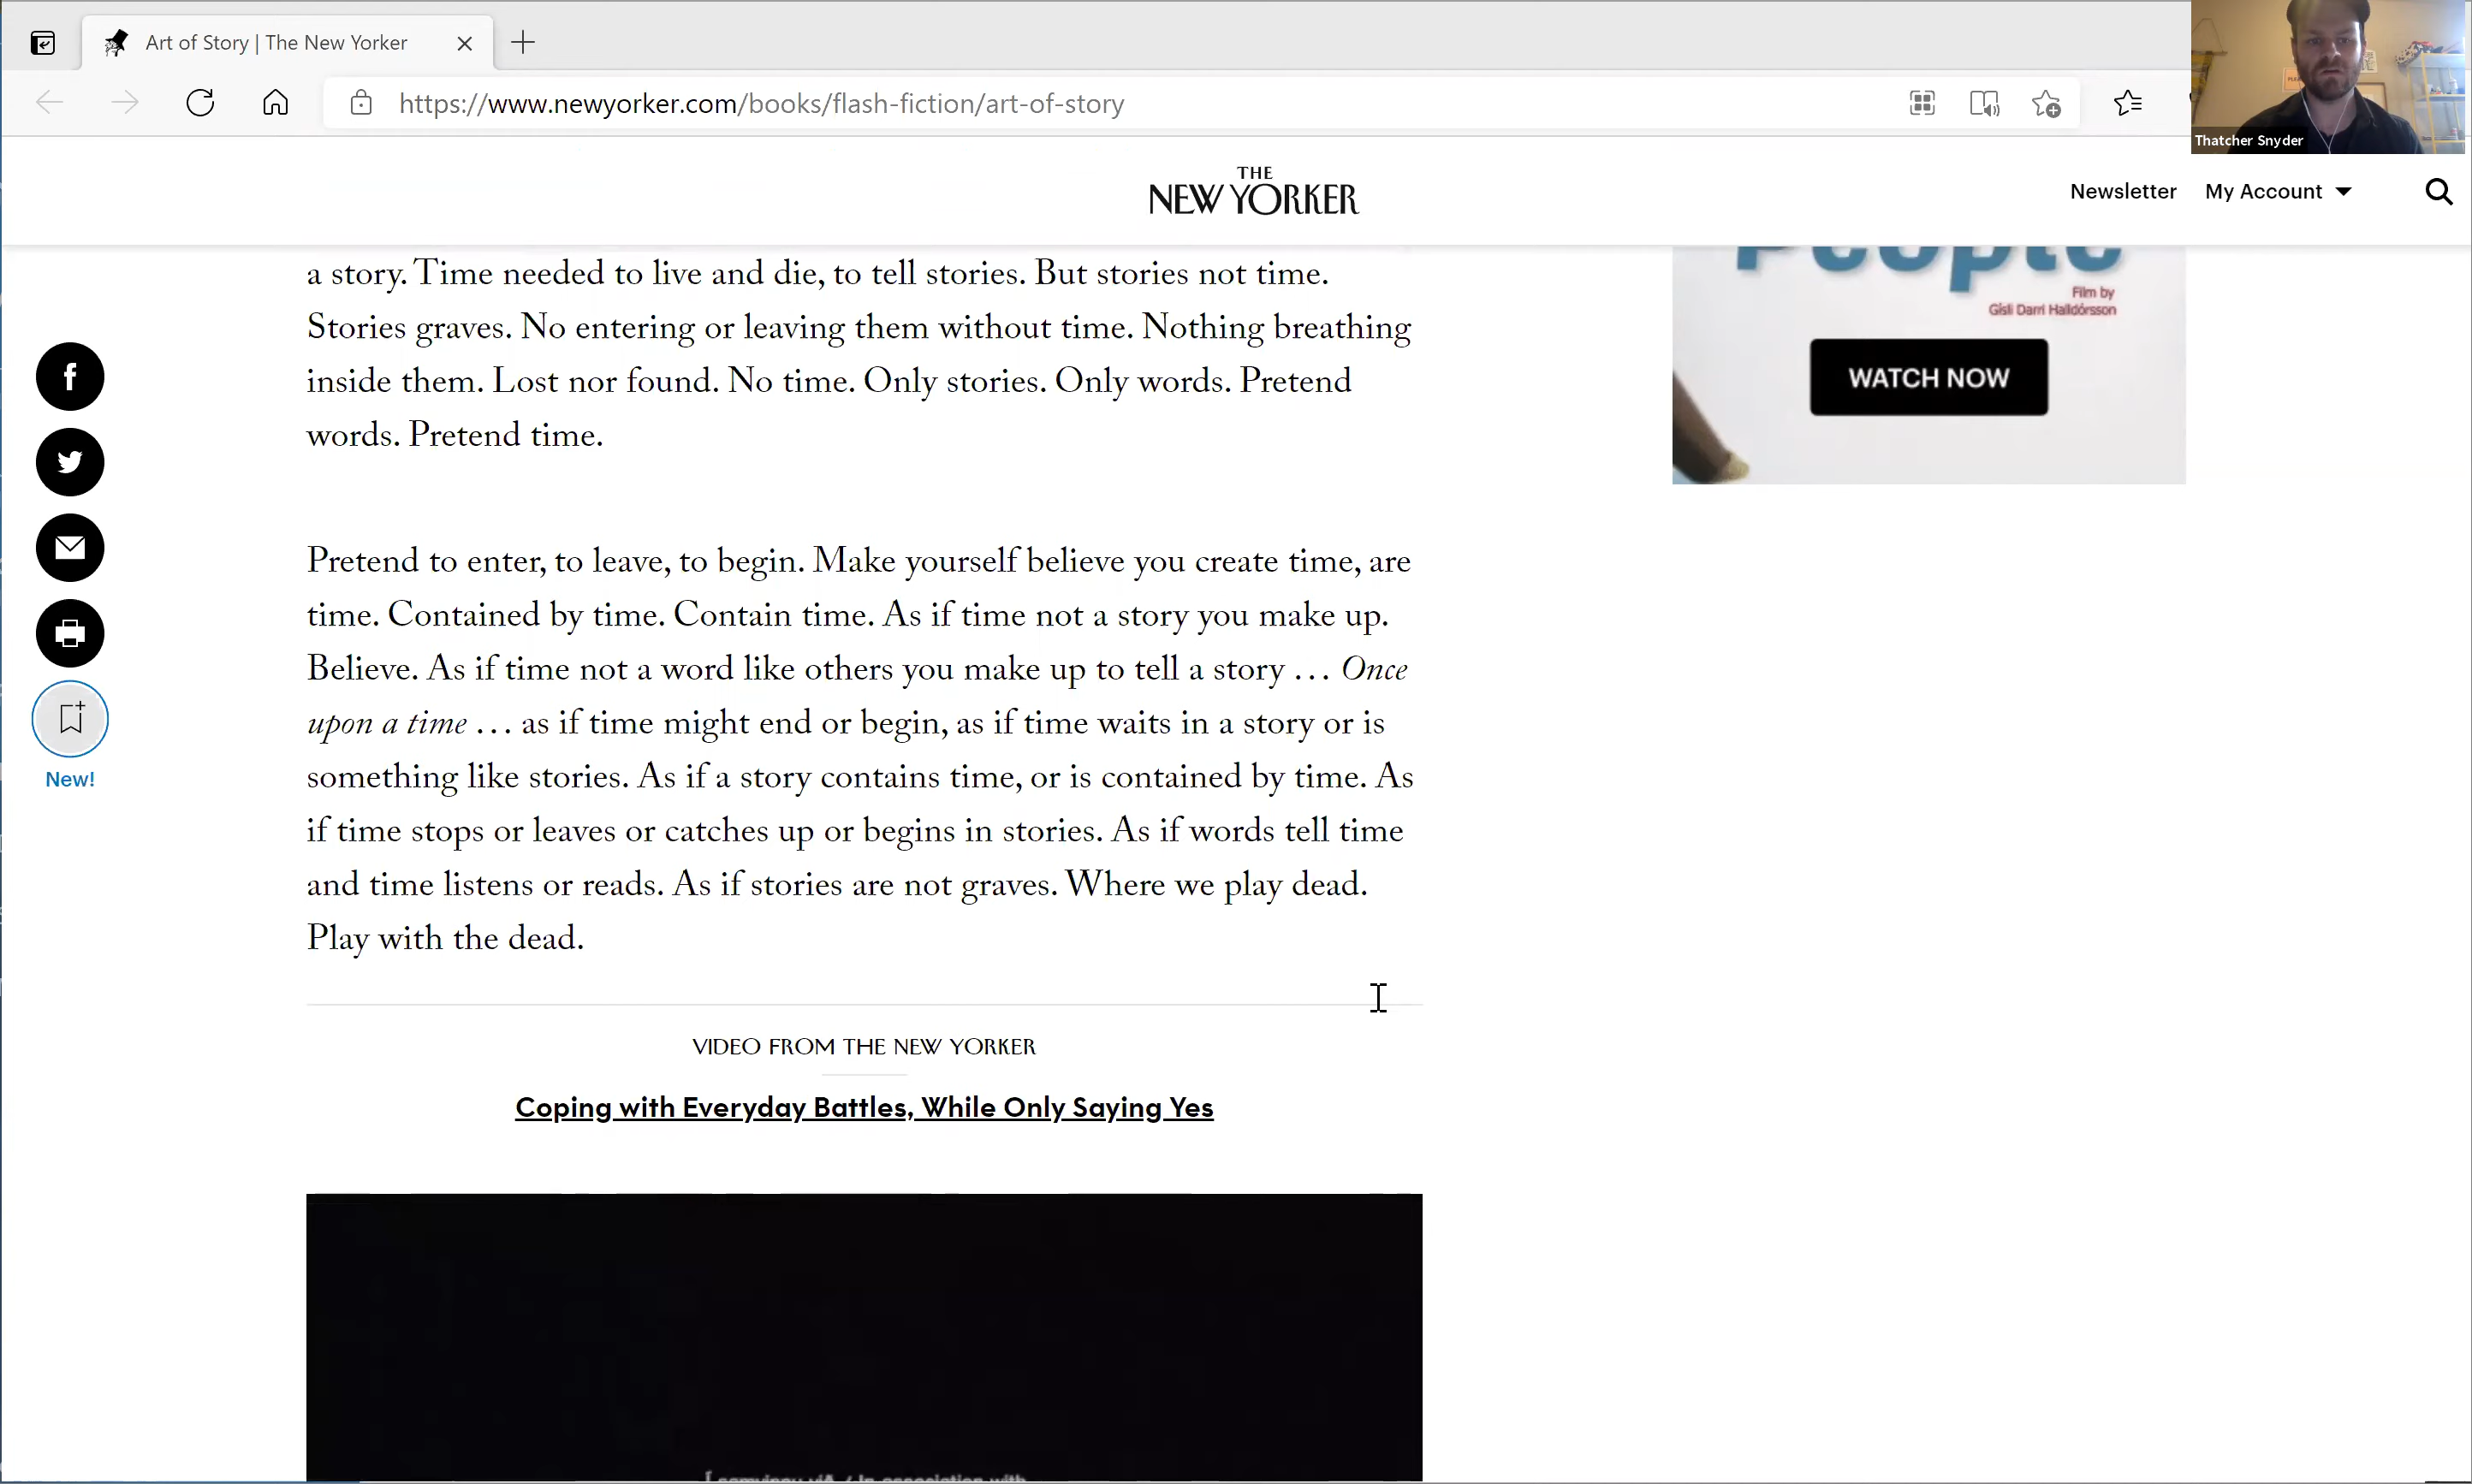 Art of Story | The New Yorker
https://www.newyorker.com/books/flash-fiction/art-of-story
Thatcher Snyder
THE
NEW YORKER
Newsletter My Account
People
Film by
Gísli Darri Halldórsson
WATCH NOW
a story. Time needed to live and die, to tell stories. But stories not time.
Stories graves. No entering or leaving them without time. Nothing breathing
inside them. Lost nor found. No time. Only stories. Only words. Pretend
words. Pretend time.
Pretend to enter, to leave, to begin. Make yourself believe you create time, are
time. Contained by time. Contain time. As if time not a story you make up.
Believe. As if time not a word like others you make up to tell a story … Once
upon a time … as if time might end or begin, as if time waits in a story or is
something like stories. As if a story contains time, or is contained by time. As
if time stops or leaves or catches up or begins in stories. As if words tell time
and time listens or reads. As if stories are not graves. Where we play dead.
Play with the dead.
New!
VIDEO FROM THE NEW YORKER
Coping with Everyday Battles, While Only Saying Yes
Í samvinnu við / In association with